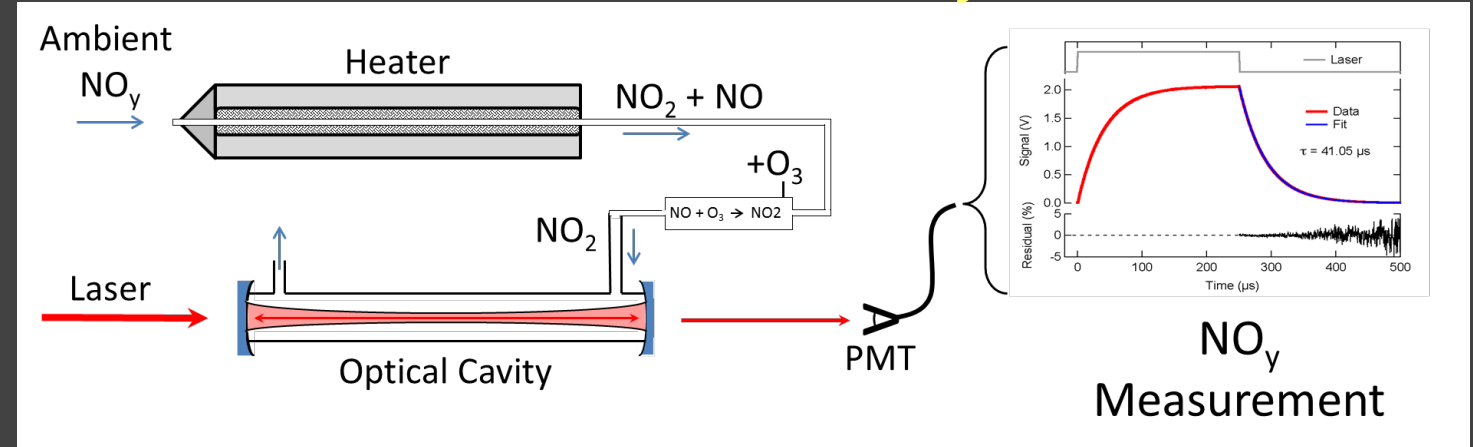 Ambient
NOy
Heater
NO2 + NO
+O3
NO + O3 → NO2
NO2
Laser
Optical Cavity
PMT
Laser
Data
Fit
τ = 41.05 µs
Signal (V)
2.0
1.5
1.0
0.5
0.0
Residual (%)
5
0
-5
0 100 200 300 400 500
Time (µs)
NOy
Measurement